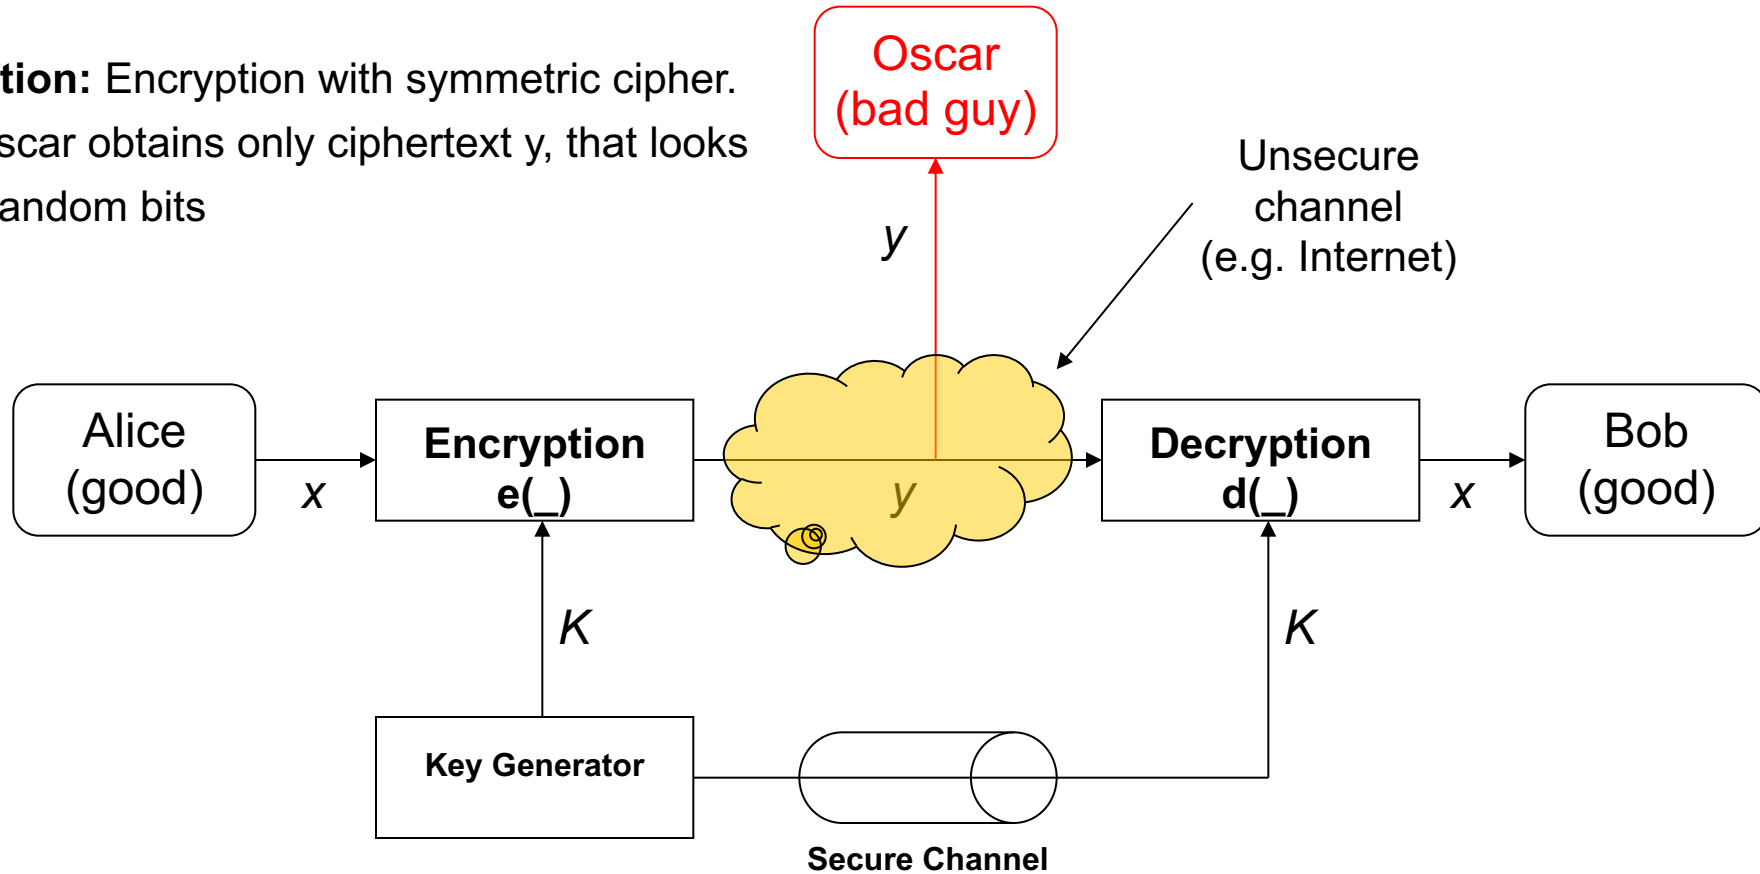 tion: Encryption with symmetric cipher.
scar obtains only ciphertext y, that looks
andom bits
Oscar
(bad guy)
Unsecure
channel
(e.g. Internet)
y
Alice
(good)
x
Encryption
e(_)
y
Decryption
d(_)
x
Bob
(good)
K
K
Key Generator
Secure Channel